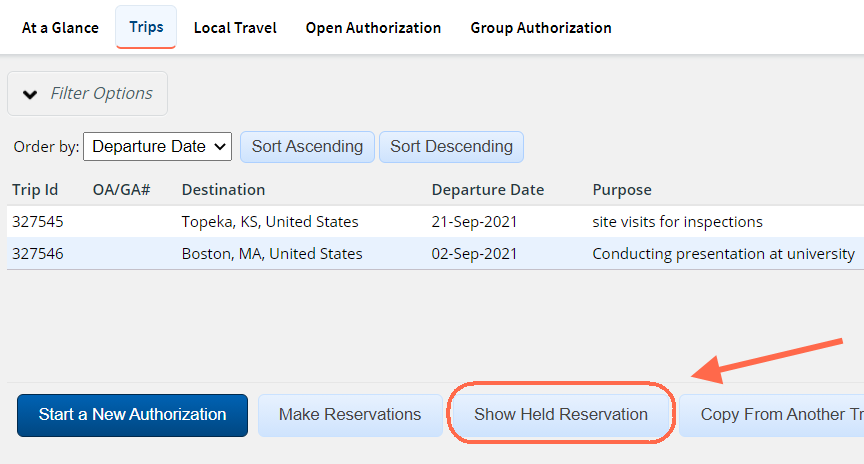 At a Glance Trips Local Travel Open Authorization Group Authorization
Filter Options
Order by: Departure Date Sort Ascending Sort Descending
Trip Id OA/GA# Destination Departure Date Purpose
327545 Topeka, KS, United States 21-Sep-2021 site visits for inspections
327546 Boston, MA, United States 02-Sep-2021 Conducting presentation at university
Start a New Authorization Make Reservations Show Held Reservation Copy From Another Tr